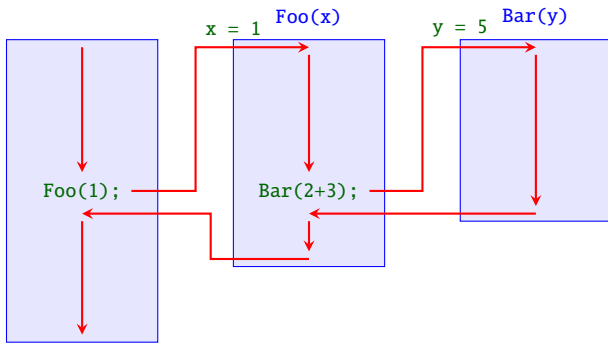 Foo(x)
Bar(y)
x = 1
y = 5
Foo(1);
Bar(2+3);